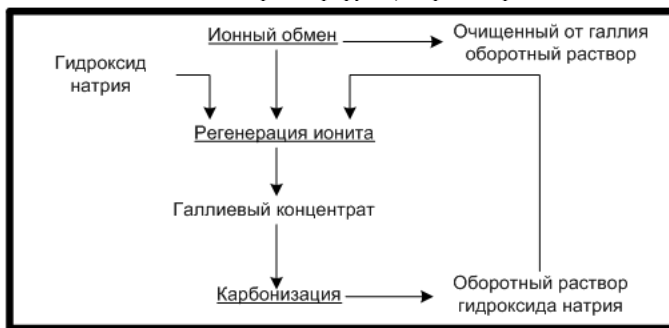 Ионный обмен
Очищенный от галлия
оборотный раствор
Гидроксид
натрия
Регенерация ионита
Галлиевый концентрат
Карбонизация
Оборотный раствор
гидроксида натрия